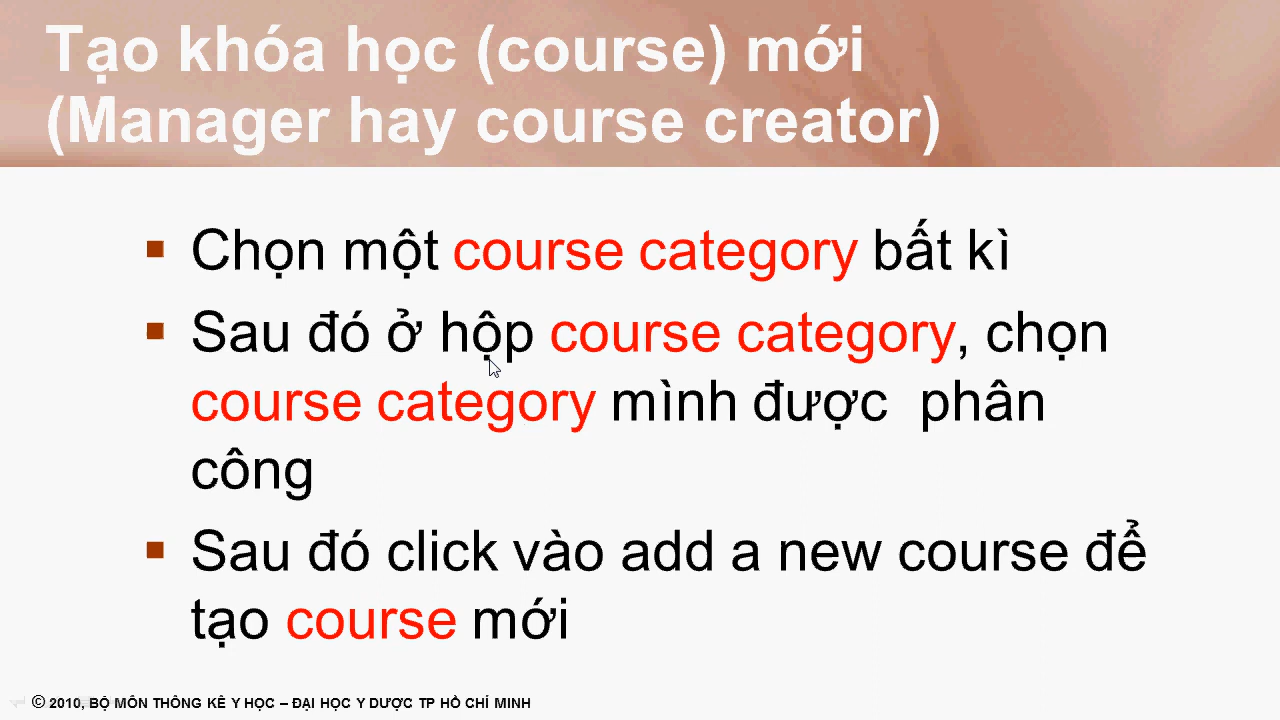 Tạo khóa học (course) mới
(Manager hay course creator)
Chọn một course category bất kì
Sau đó ở hộp course category, chọn
course category mình được phân
công
Sau đó click vào add a new course để
tạo course mới
© 2010, BỘ MÔN THÔNG KÊ Y HỌC – ĐẠI HỌC Y DƯỢC TP HỒ CHÍ MINH